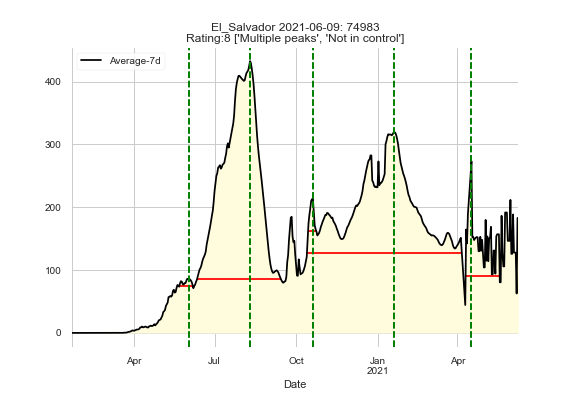 El_Salvador 2021-06-09: 74983
Rating:8 ['Multiple peaks', 'Not in control']
Average-7d
400
300
200
100
0
Apr Jul Oct Jan Apr
2021
Date